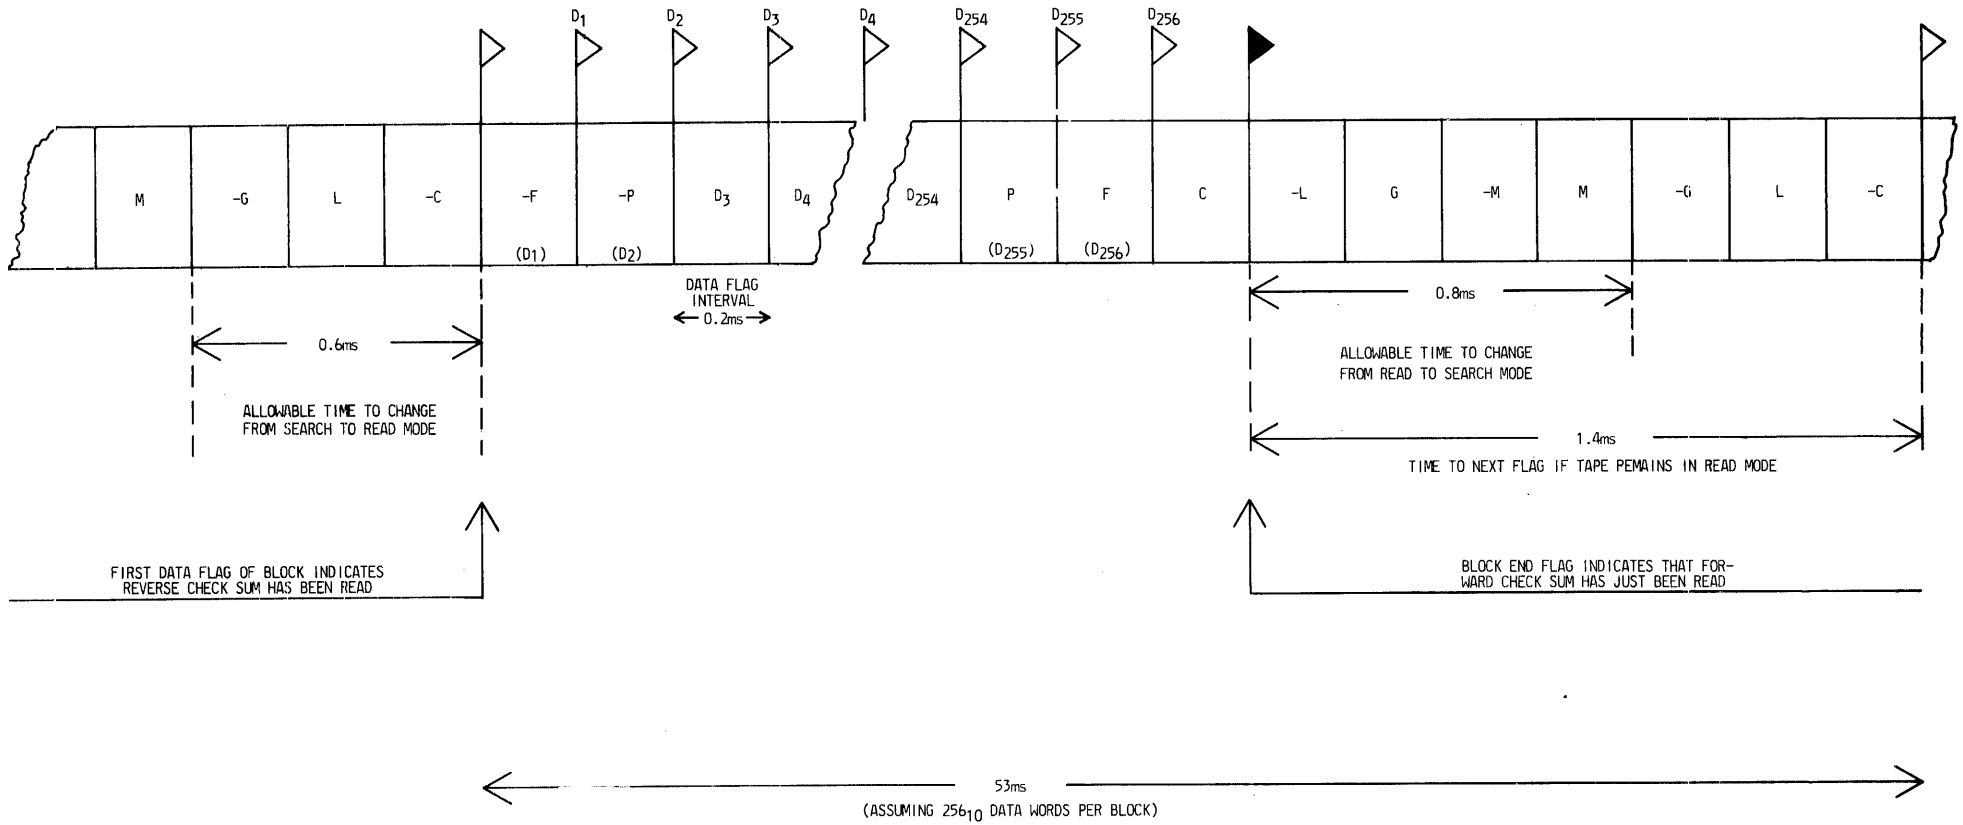 D1 D2 D3 D4 D254 D255 D256
M -G L -C -F -P D3 D4 D254 P F C -L G -M M -G L -C
(D1) (D2) (D255) (D256)
DATA FLAG
INTERVAL
0.2ms
0.8ms
0.6ms
ALLOWABLE TIME TO CHANGE
FROM READ TO SEARCH MODE
ALLOWABLE TIME TO CHANGE
FROM SEARCH TO READ MODE
1.4ms
TIME TO NEXT FLAG IF TAPE PEMAINS IN READ MODE
FIRST DATA FLAG OF BLOCK INDICATES
REVERSE CHECK SUM HAS BEEN READ
BLOCK END FLAG INDICATES THAT FOR-
WARD CHECK SUM HAS JUST BEEN READ
53ms
(ASSUMING 25610 DATA WORDS PER BLOCK)